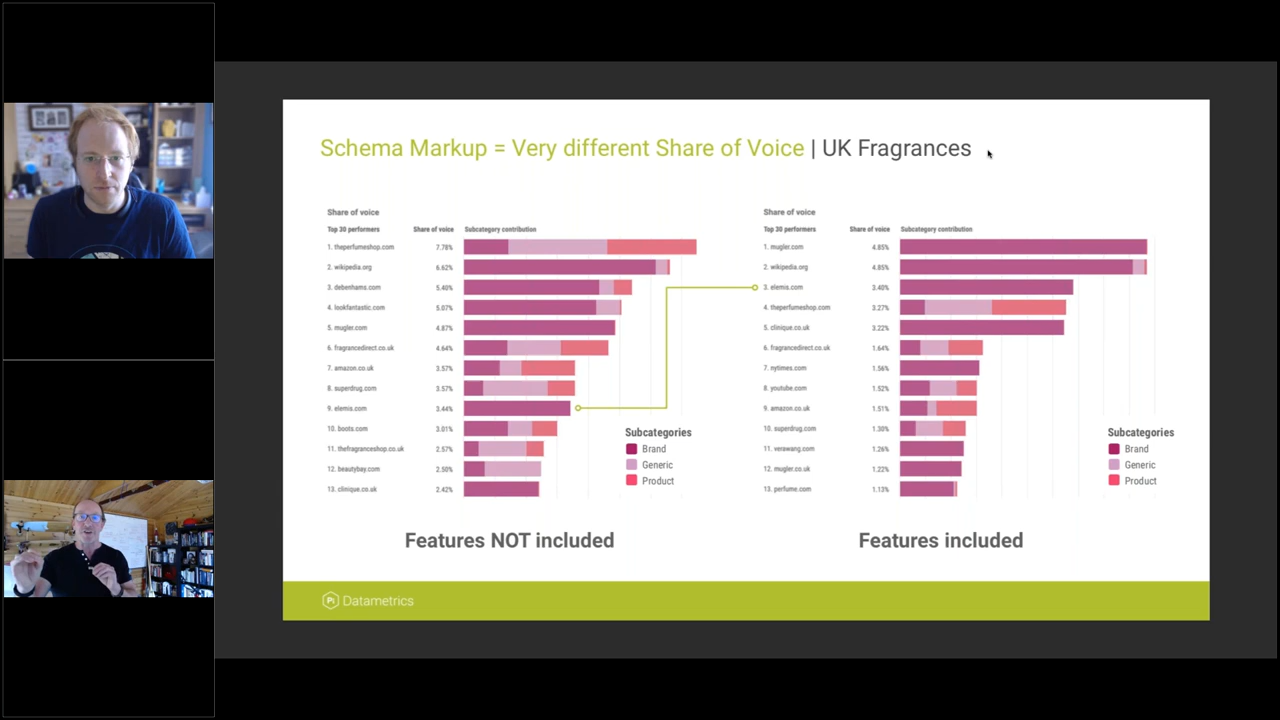 Schema Markup = Very different Share of Voice | UK Fragrances
Share of voice
Top 30 performers Share of voice Subcategory contribution
1. theperfumeshop.com 7.78%
2. wikipedia.org 6.62%
3. debenhams.com 5.40%
4. lookfantastic.com 5.07%
5. mugler.com 4.87%
6. fragrancedirect.co.uk 4.64%
7. amazon.co.uk 3.57%
8. superdrug.com 3.57%
9. elemis.com 3.44%
10. boots.com 3.01%
11. thefragranceshop.co.uk 2.57%
12. beautybay.com 2.50%
13. clinique.co.uk 2.42%
Subcategories
Brand
Generic
Product
Features NOT included
Share of voice
Top 30 performers Share of voice Subcategory contribution
1. mugler.com 4.85%
2. wikipedia.org 4.85%
3. elemis.com 3.40%
4. theperfumeshop.com 3.27%
5. clinique.co.uk 3.22%
6. fragrancedirect.co.uk 1.64%
7. nytimes.com 1.56%
8. youtube.com 1.52%
9. amazon.co.uk 1.51%
10. superdrug.com 1.30%
11. verawang.com 1.26%
12. mugler.co.uk 1.22%
13. perfume.com 1.13%
Subcategories
Brand
Generic
Product
Features included
Pi Datametrics